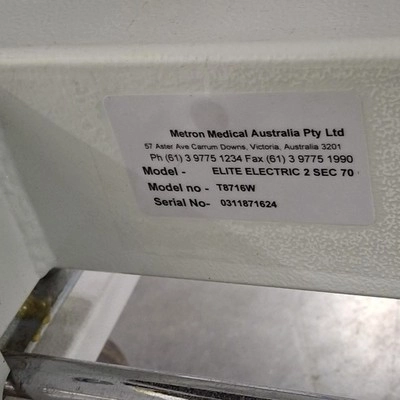 Metron Medical Australia Pty Ltd
57 Aster Ave Carrum Downs, Victoria, Australia 3201
Ph (61) 3 9775 1234 Fax (61) 3 9775 1990
Model - ELITE ELECTRIC 2 SEC 70
Model no - T8716W
Serial No- 0311871624